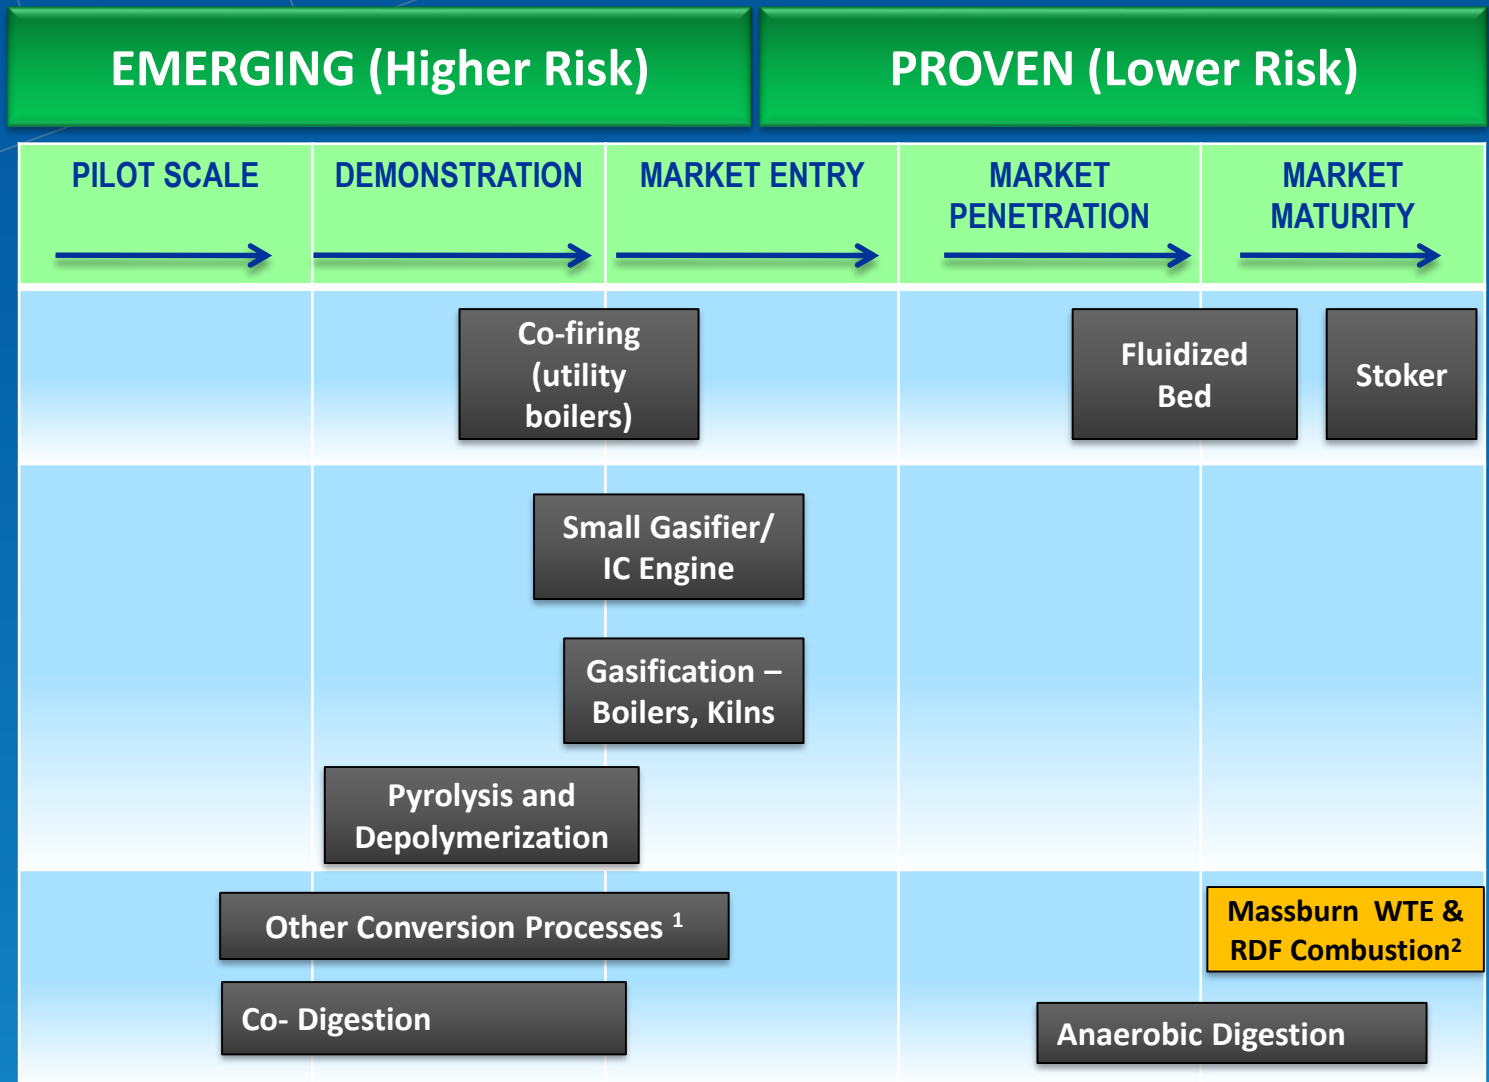 EMERGING (Higher Risk)
PROVEN (Lower Risk)
PILOT SCALE
DEMONSTRATION
MARKET ENTRY
MARKET
PENETRATION
MARKET
MATURITY
Co-firing
(utility
boilers)
Fluidized
Bed
Stoker
Small Gasifier/
IC Engine
Gasification –
Boilers, Kilns
Pyrolysis and
Depolymerization
Other Conversion Processes ¹
Massburn  WTE &
RDF Combustion²
Co- Digestion
Anaerobic Digestion